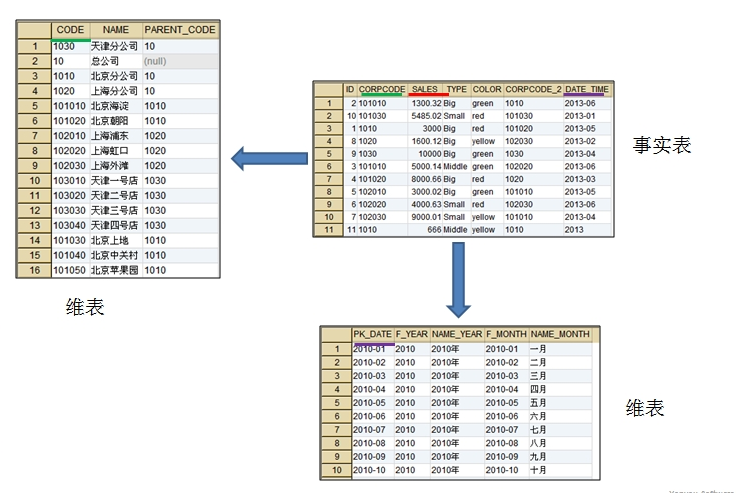 CODE NAME PARENT_CODE
1 1030 天津分公司 10
2 10 总公司 (null)
3 1010 北京分公司 10
4 1020 上海分公司 10
5 101010 北京海淀 1010
6 101020 北京朝阳 1010
7 102010 上海浦东 1020
8 102020 上海虹口 1020
9 102030 上海外滩 1020
10 103010 天津一号店 1030
11 103020 天津二号店 1030
12 103030 天津三号店 1030
13 103040 天津四号店 1030
14 101030 北京上地 1010
15 101040 北京中关村 1010
16 101050 北京苹果园 1010
维表
ID CORPCODE SALES TYPE COLOR CORPCODE_2 DATE_TIME
1 2 101010 1300.32 Big green 1010 2013-06
2 10 101030 5485.02 Small red 101030 2013-01
3 1 1010 3000 Big red 101020 2013-05
4 8 1020 1600.12 Big yellow 102030 2013-02
5 9 1030 10000 Big green 1030 2013-04
6 3 101010 5000.14 Middle green 102020 2013-06
7 4 101020 8000.66 Big red 1020 2013-03
8 5 102010 3000.02 Big green 101010 2013-05
9 6 102020 4000.63 Small red 102030 2013-06
10 7 102030 9000.01 Small yellow 101010 2013-04
11 11 1010 666 Middle yellow 1010 2013
事实表
PK_DATE F_YEAR NAME_YEAR F_MONTH NAME_MONTH
1 2010-01 2010 2010年 2010-01 一月
2 2010-02 2010 2010年 2010-02 二月
3 2010-03 2010 2010年 2010-03 三月
4 2010-04 2010 2010年 2010-04 四月
5 2010-05 2010 2010年 2010-05 五月
6 2010-06 2010 2010年 2010-06 六月
7 2010-07 2010 2010年 2010-07 七月
8 2010-08 2010 2010年 2010-08 八月
9 2010-09 2010 2010年 2010-09 九月
10 2010-10 2010 2010年 2010-10 十月
维表